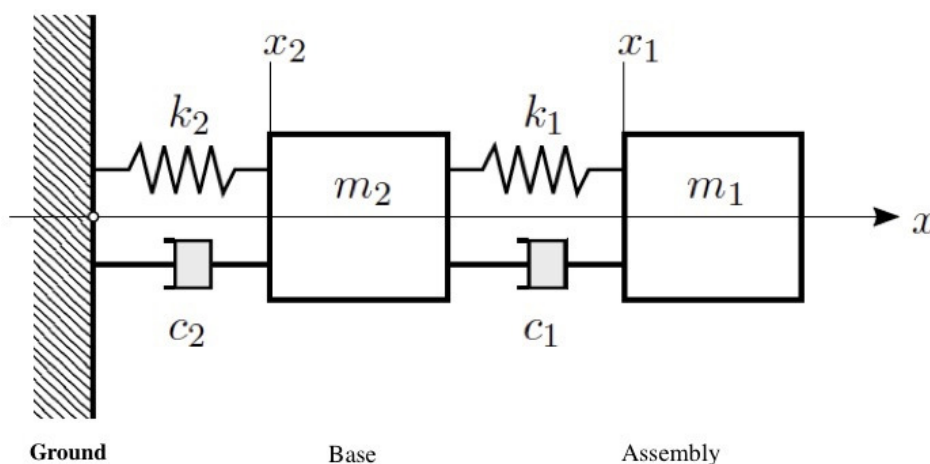 x₂ x₁
k₂ k₁
m₂ m₁
x
c₂ c₁
Ground Base Assembly